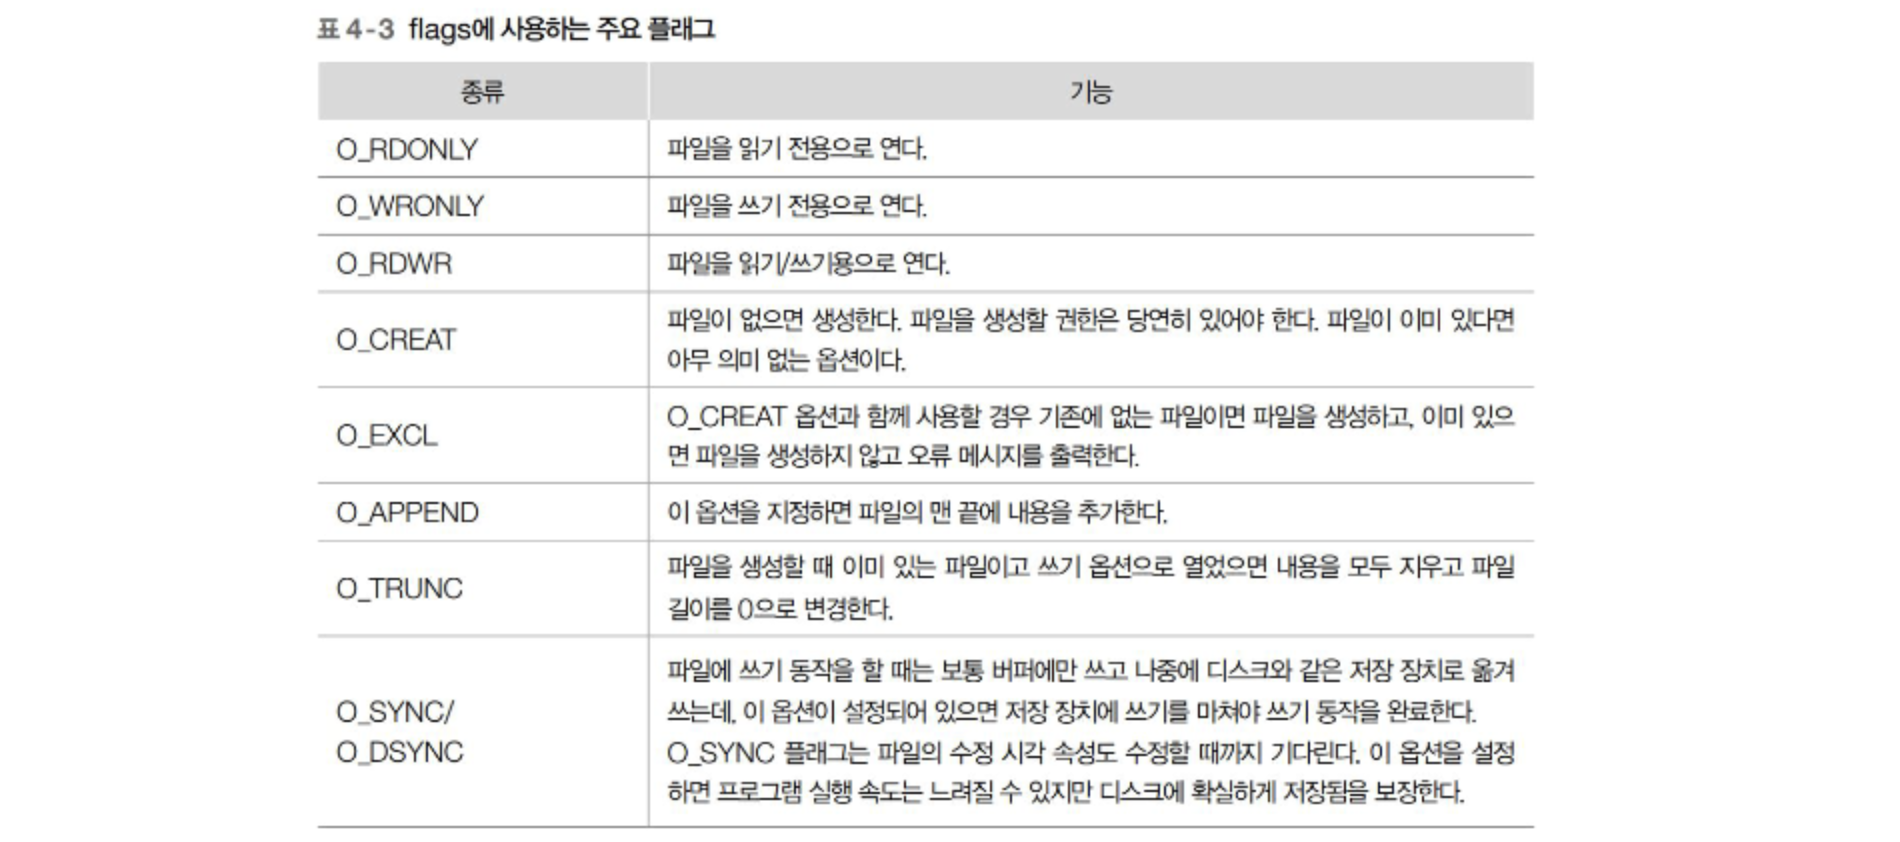 표 4-3 flags에 사용하는 주요 플래그
종류 기능
O_RDONLY 파일을 읽기 전용으로 연다.
O_WRONLY 파일을 쓰기 전용으로 연다.
O_RDWR 파일을 읽기/쓰기용으로 연다.
O_CREAT
파일이 없으면 생성한다. 파일을 생성할 권한은 당연히 있어야 한다. 파일이 이미 있다면
아무 의미 없는 옵션이다.
O_EXCL
O_CREAT 옵션과 함께 사용할 경우 기존에 없는 파일이면 파일을 생성하고, 이미 있으
면 파일을 생성하지 않고 오류 메시지를 출력한다.
O_APPEND 이 옵션을 지정하면 파일의 맨 끝에 내용을 추가한다.
O_TRUNC
파일을 생성할 때 이미 있는 파일이고 쓰기 옵션으로 열었으면 내용을 모두 지우고 파일
길이를 0으로 변경한다.
O_SYNC/
O_DSYNC
파일에 쓰기 동작을 할 때는 보통 버퍼에만 쓰고 나중에 디스크와 같은 저장 장치로 옮겨
쓰는데, 이 옵션이 설정되어 있으면 저장 장치에 쓰기를 마쳐야 쓰기 동작을 완료한다.
O_SYNC 플래그는 파일의 수정 시각 속성도 수정할 때까지 기다린다. 이 옵션을 설정
하면 프로그램 실행 속도는 느려질 수 있지만 디스크에 확실하게 저장됨을 보장한다.